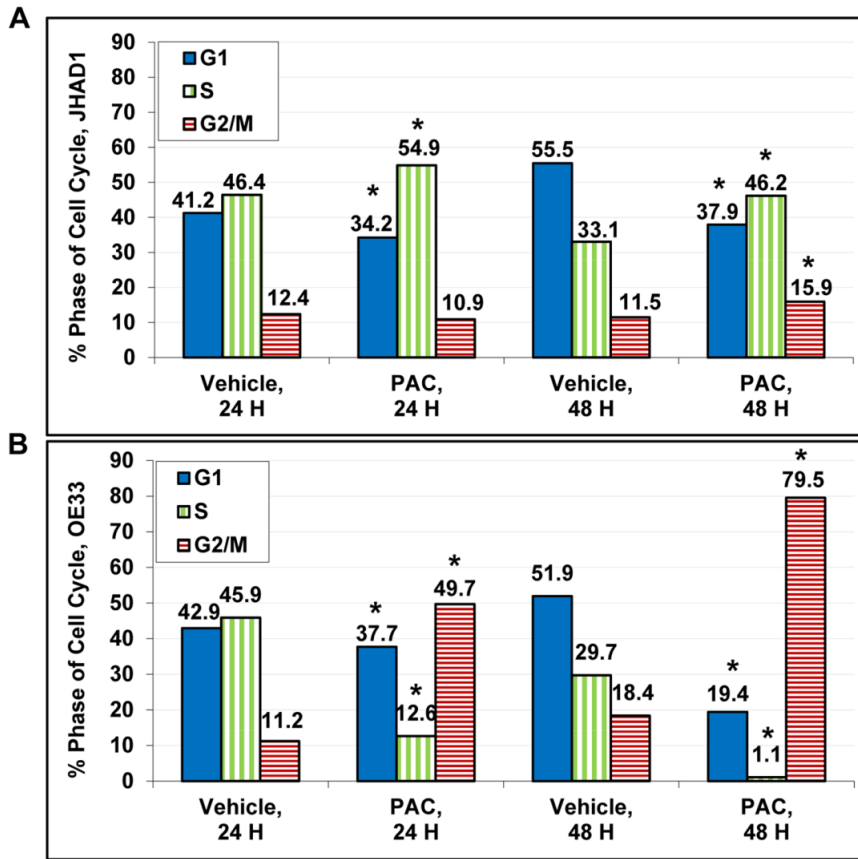 A
% Phase of Cell Cycle, JHAD1
90
80
70
60
50
40
30
20
10
0
G1
S
G2/M
41.2
46.4
12.4
*
34.2
*
54.9
10.9
55.5
33.1
11.5
*
37.9
*
46.2
*
15.9
Vehicle,
24 H
PAC,
24 H
Vehicle,
48 H
PAC,
48 H
B
% Phase of Cell Cycle, OE33
90
80
70
60
50
40
30
20
10
0
G1
S
G2/M
42.9
45.9
11.2
*
37.7
*
12.6
*
49.7
51.9
29.7
18.4
*
19.4
*
1.1
*
79.5
Vehicle,
24 H
PAC,
24 H
Vehicle,
48 H
PAC,
48 H